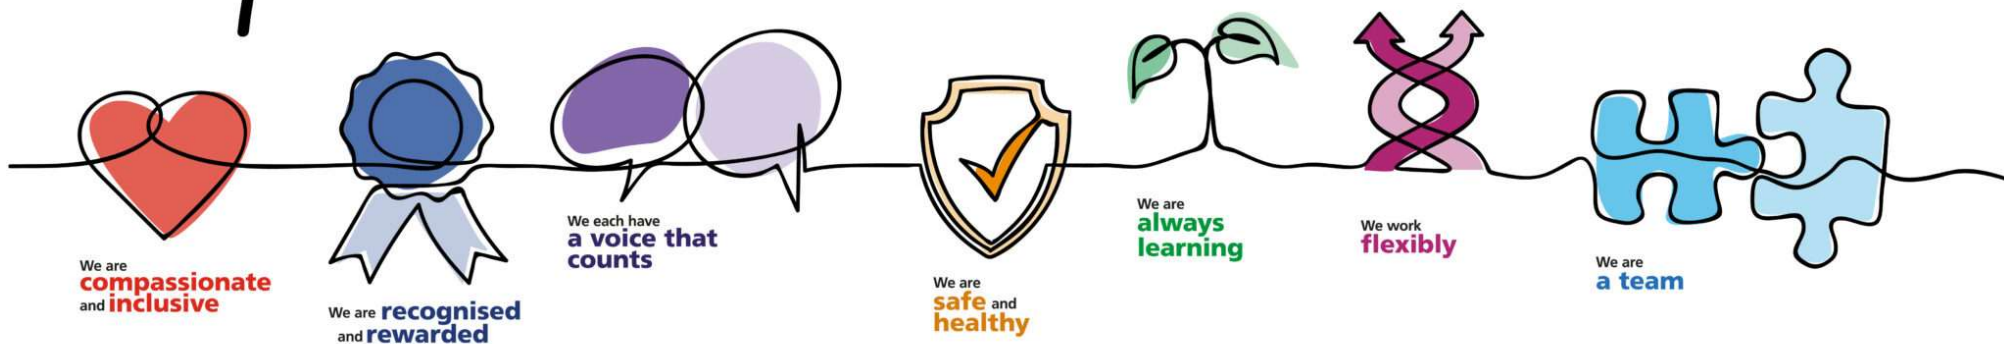 We are
compassionate
and inclusive
We are recognised
and rewarded
We each have
a voice that
counts
We are
safe and
healthy
We are
always
learning
We work
flexibly
We are
a team